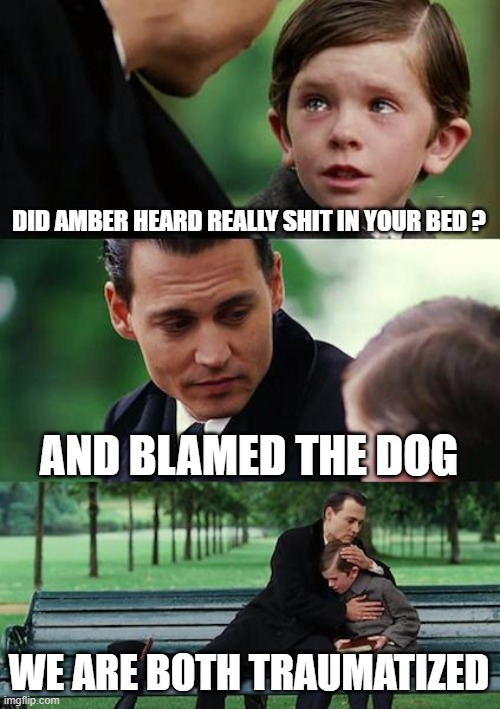 DID AMBER HEARD REALLY SHIT IN YOUR BED ?
AND BLAMED THE DOG
WE ARE BOTH TRAUMATIZED
imgflip.com